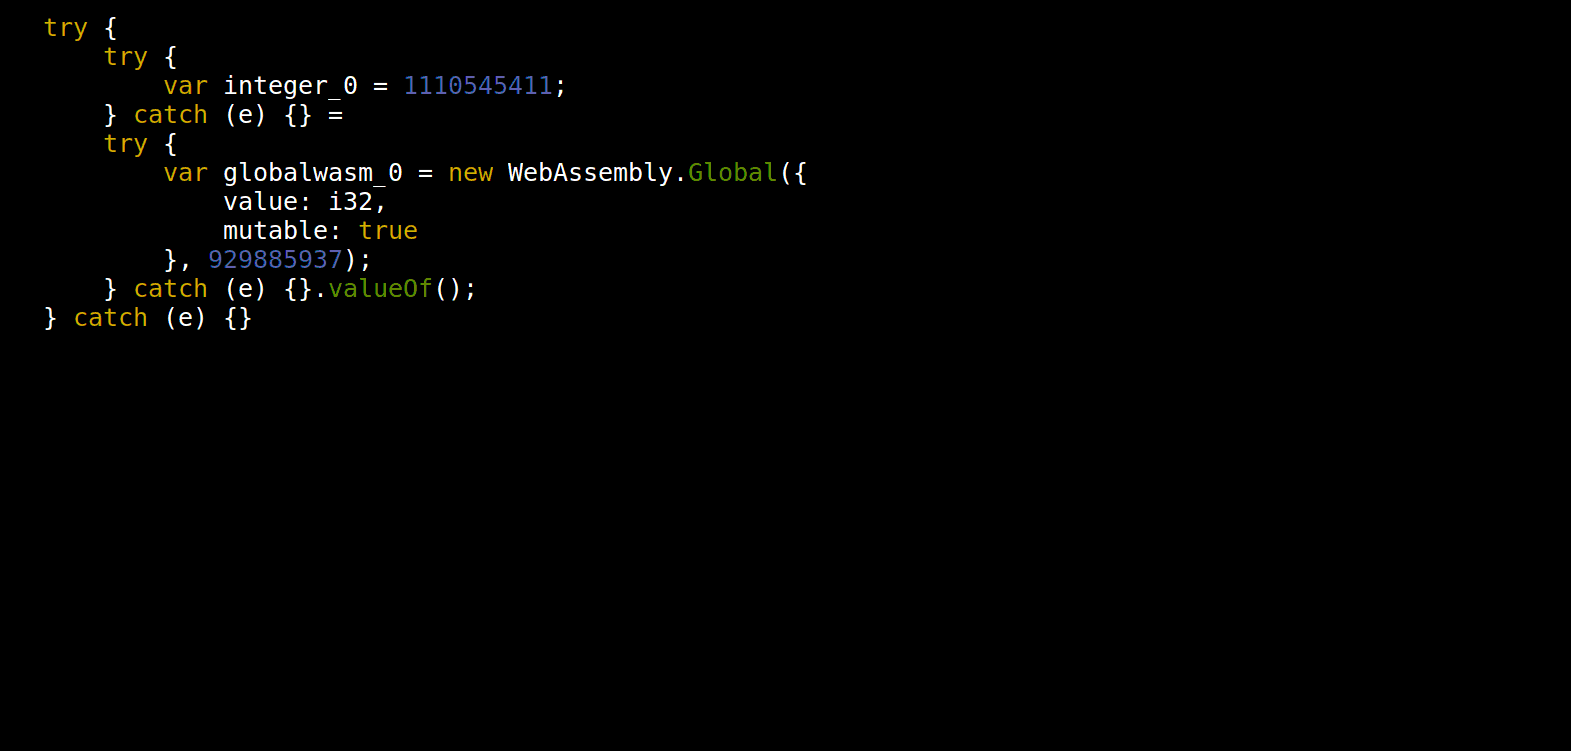 try {
    try {
        var integer_0 = 1110545411;
    } catch (e) {} =
    try {
        var globalwasm_0 = new WebAssembly.Global({
            value: i32,
            mutable: true
        }, 929885937);
    } catch (e) {}.valueOf();
} catch (e) {}